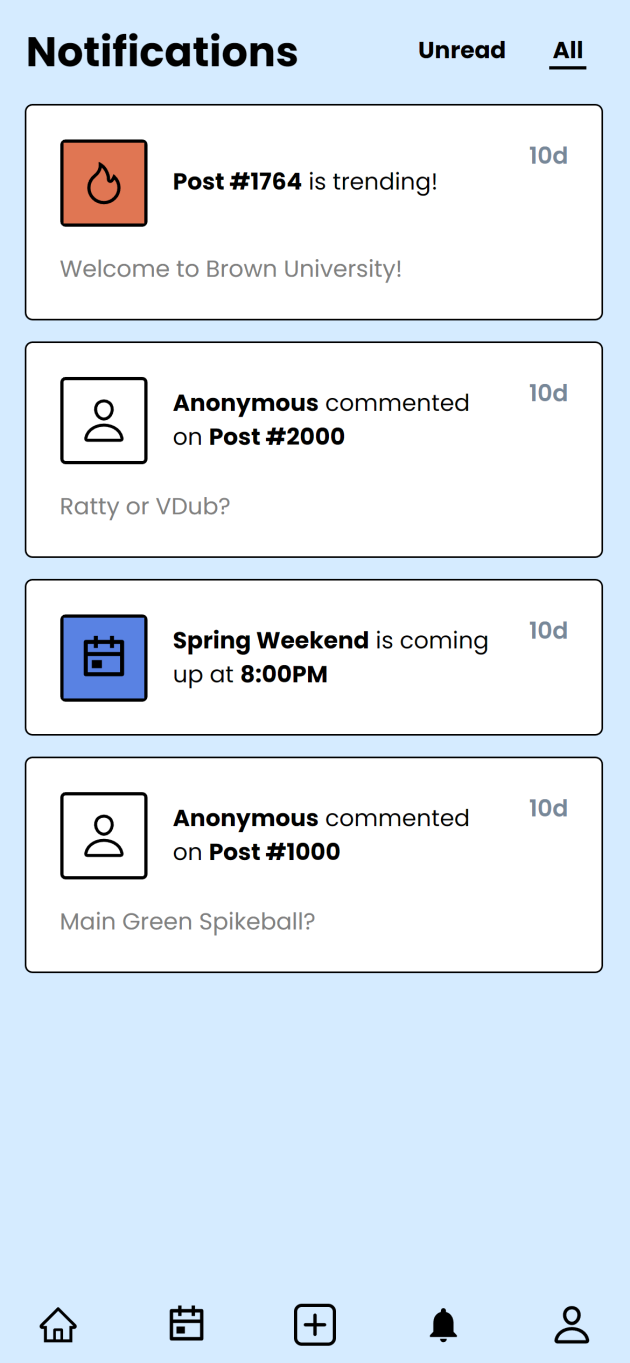 Notifications Unread All
Post #1764 is trending! 10d
Welcome to Brown University!
Anonymous commented 10d
on Post #2000
Ratty or VDub?
Spring Weekend is coming 10d
up at 8:00PM
Anonymous commented 10d
on Post #1000
Main Green Spikeball?